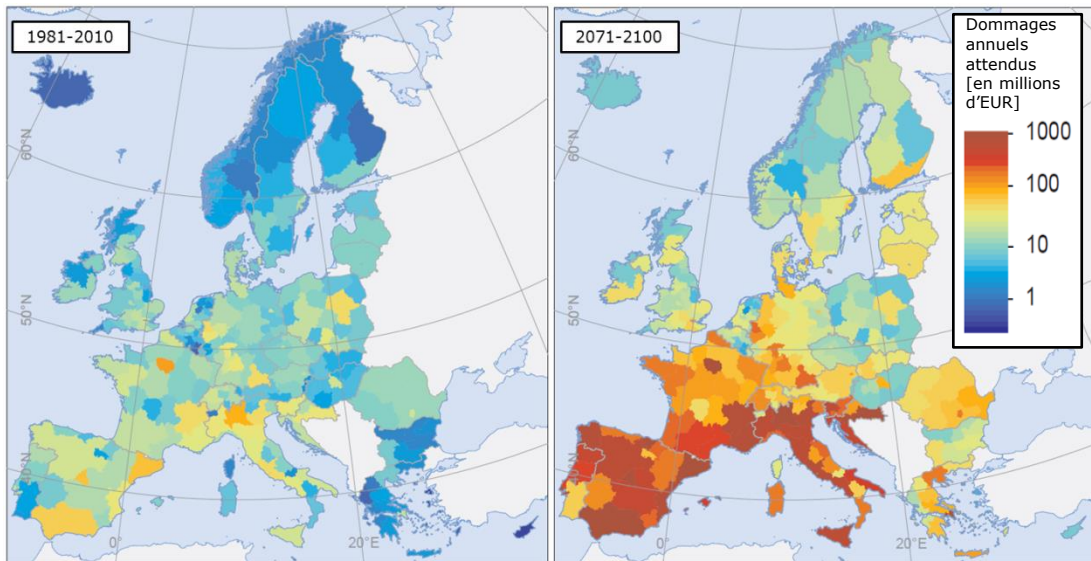 1981-2010
2071-2100
Dommages
annuels
attendus
[en millions
d'EUR]
1000
100
10
1
60°N
50°N
0°
20°E
60°N
50°N
0°
20°E